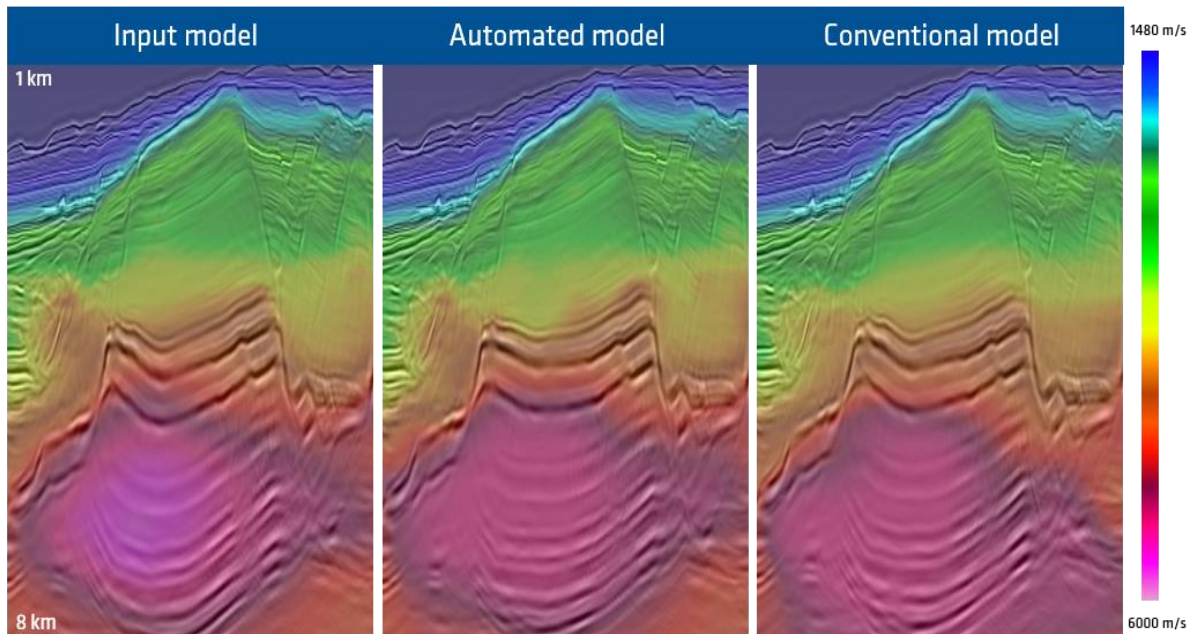 Input model
Automated model
Conventional model
1480 m/s
1 km
8 km
6000 m/s